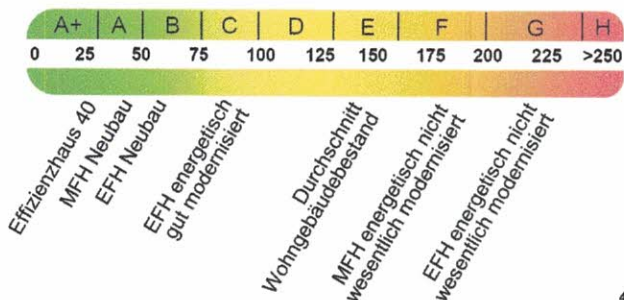 A+ A B C D E F G H
0 25 50 75 100 125 150 175 200 225 >250
Effizienzhaus 40
MFH Neubau
EFH Neubau
EFH energetisch
gut modernisiert
Durchschnitt
Wohngebäudebestand
MFH energetisch nicht
wesentlich modernisiert
EFH energetisch nicht
wesentlich modernisiert